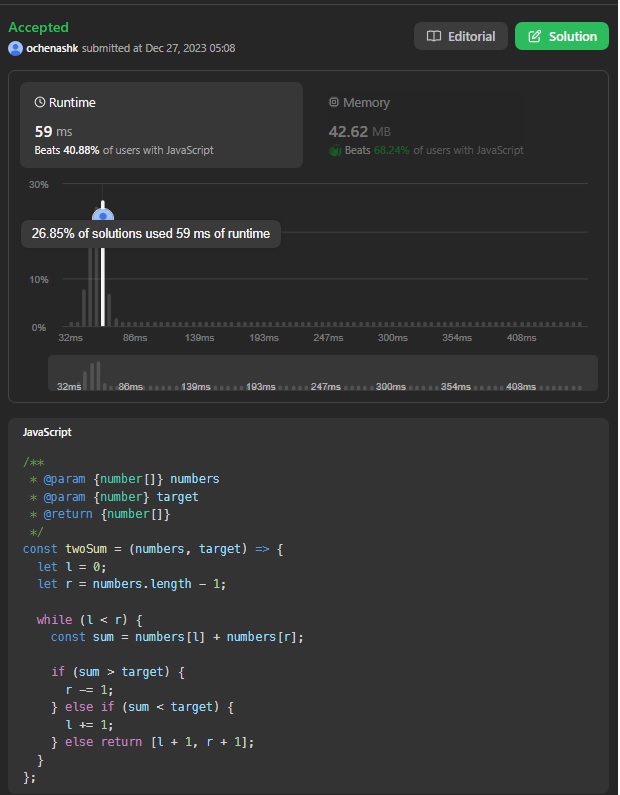 Accepted
ochenashk submitted at Dec 27, 2023 05:08
Editorial
Solution
Runtime
59 ms
Beats 40.88% of users with JavaScript
Memory
42.62 MB
Beats 68.24% of users with JavaScript
30%
26.85% of solutions used 59 ms of runtime
10%
0%
32ms 86ms 139ms 193ms 247ms 300ms 354ms 408ms
32ms 86ms 139ms 193ms 247ms 300ms 354ms 408ms
JavaScript
/**
 * @param {number[]} numbers
 * @param {number} target
 * @return {number[]}
 */
const twoSum = (numbers, target) => {
  let l = 0;
  let r = numbers.length - 1;
  while (l < r) {
    const sum = numbers[l] + numbers[r];
    if (sum > target) {
      r -= 1;
    } else if (sum < target) {
      l += 1;
    } else return [l + 1, r + 1];
  }
};